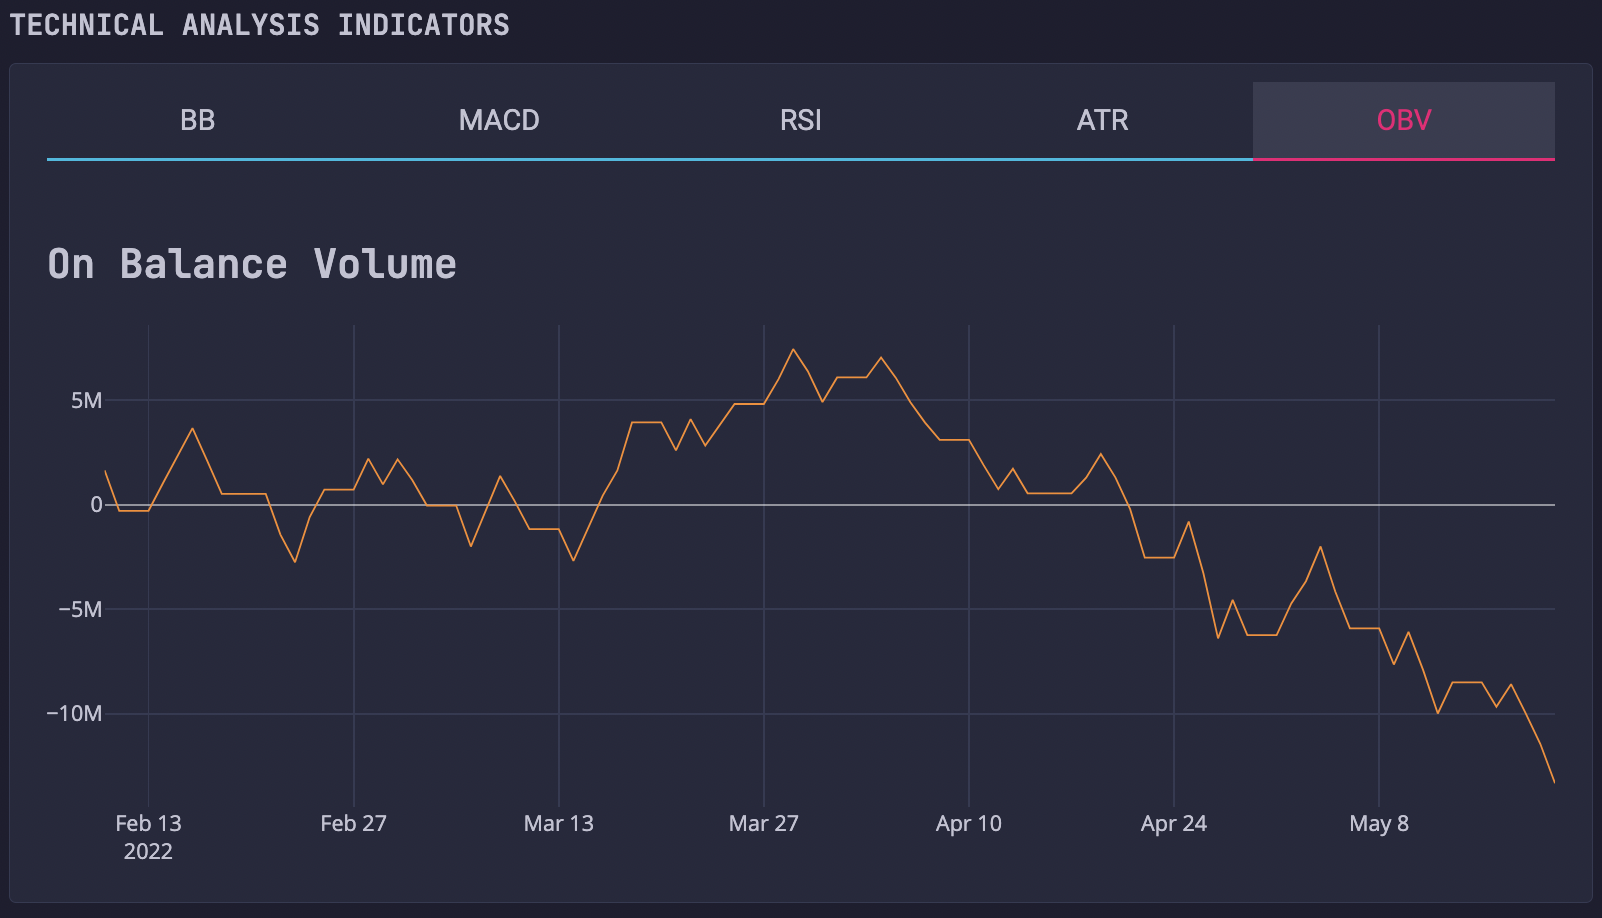 TECHNICAL ANALYSIS INDICATORS
BB MACD RSI ATR OBV
On Balance Volume
5M
0
−5M
−10M
Feb 13 Feb 27 Mar 13 Mar 27 Apr 10 Apr 24 May 8
2022